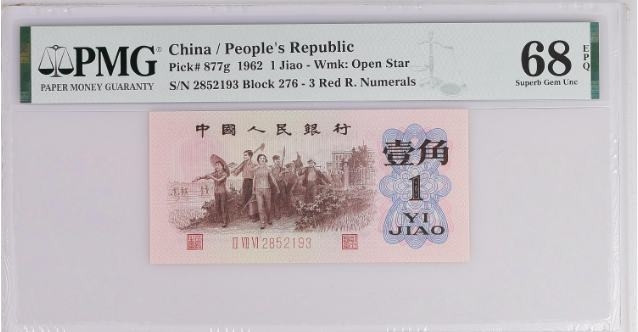 PMG
PAPER MONEY GUARANTY
China / People's Republic
Pick# 877g 1962 1 Jiao - Wmk: Open Star
S/N 2852193 Block 276 - 3 Red R. Numerals
68 EPQ
Superb Gem Unc
中國人民銀行
壹角
1
YI
JIAO
II VII VI 2852193